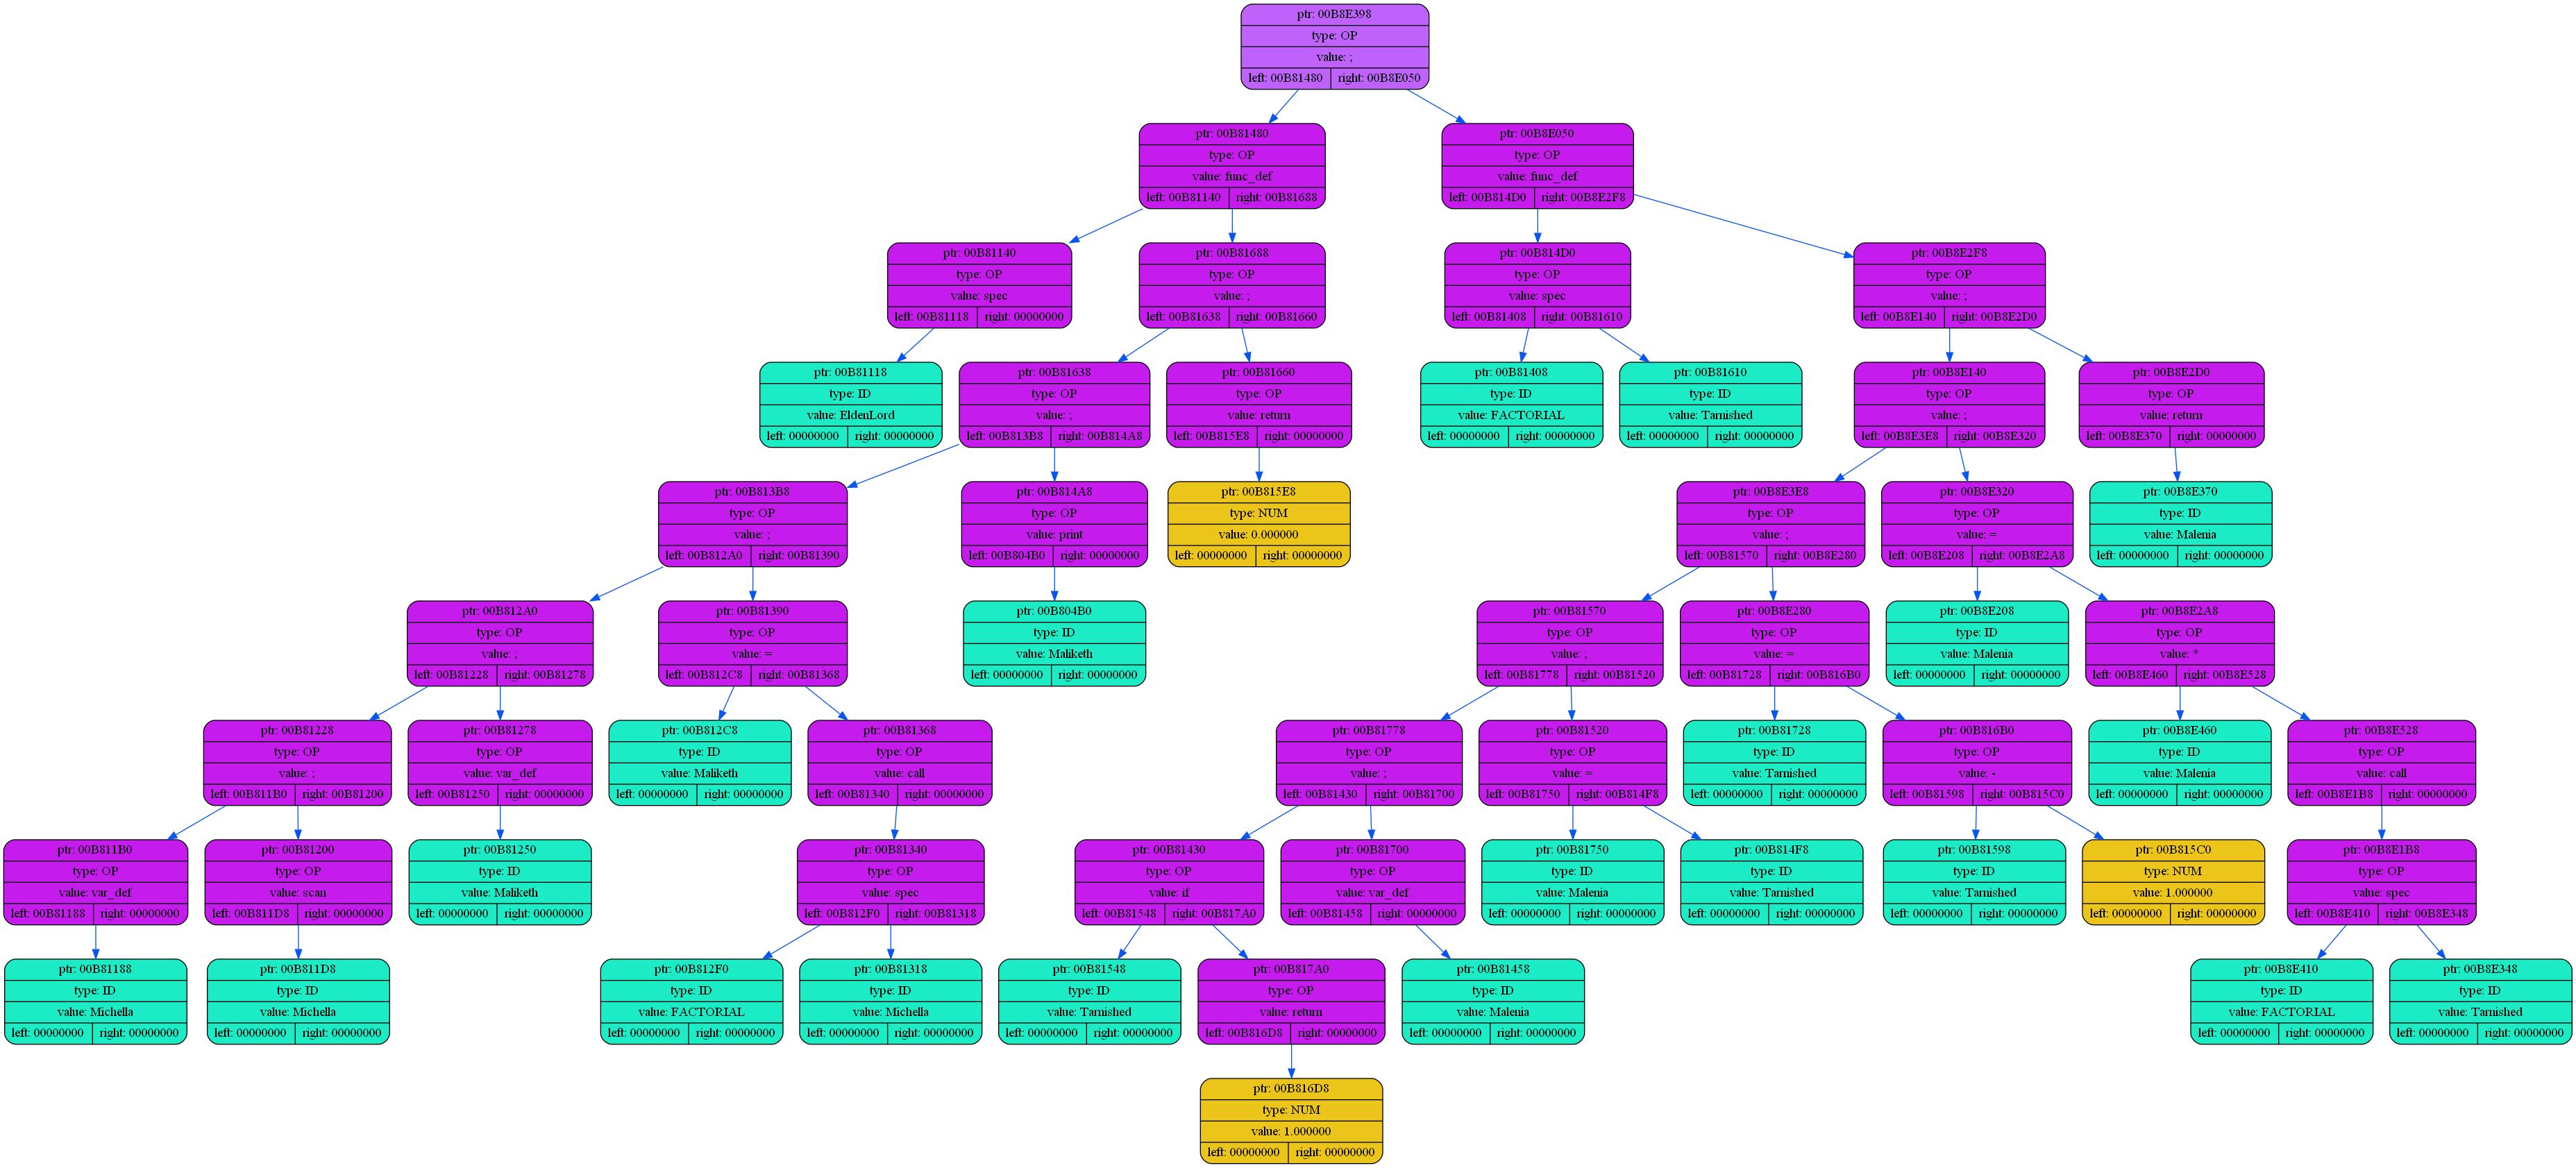 ptr: 00B8E398
type: OP
value: ;
left: 00B81480 right: 00B8E050
ptr: 00B81480
type: OP
value: func_def
left: 00B81140 right: 00B81688
ptr: 00B8E050
type: OP
value: func_def
left: 00B814D0 right: 00B8E2F8
ptr: 00B81140
type: OP
value: spec
left: 00B81118 right: 00000000
ptr: 00B81688
type: OP
value: ;
left: 00B81638 right: 00B81660
ptr: 00B814D0
type: OP
value: spec
left: 00B81408 right: 00B81610
ptr: 00B8E2F8
type: OP
value: ;
left: 00B8E140 right: 00B8E2D0
ptr: 00B81118
type: ID
value: EldenLord
left: 00000000 right: 00000000
ptr: 00B81638
type: OP
value: ;
left: 00B813B8 right: 00B814A8
ptr: 00B81660
type: OP
value: return
left: 00B815E8 right: 00000000
ptr: 00B81408
type: ID
value: FACTORIAL
left: 00000000 right: 00000000
ptr: 00B81610
type: ID
value: Tarnished
left: 00000000 right: 00000000
ptr: 00B8E140
type: OP
value: ;
left: 00B8E3E8 right: 00B8E320
ptr: 00B8E2D0
type: OP
value: return
left: 00B8E370 right: 00000000
ptr: 00B813B8
type: OP
value: ;
left: 00B812A0 right: 00B81390
ptr: 00B814A8
type: OP
value: print
left: 00B804B0 right: 00000000
ptr: 00B815E8
type: NUM
value: 0.000000
left: 00000000 right: 00000000
ptr: 00B8E3E8
type: OP
value: ;
left: 00B81570 right: 00B8E280
ptr: 00B8E320
type: OP
value: =
left: 00B8E208 right: 00B8E2A8
ptr: 00B8E370
type: ID
value: Malenia
left: 00000000 right: 00000000
ptr: 00B812A0
type: OP
value: ;
left: 00B81228 right: 00B81278
ptr: 00B81390
type: OP
value: =
left: 00B812C8 right: 00B81368
ptr: 00B804B0
type: ID
value: Maliketh
left: 00000000 right: 00000000
ptr: 00B81570
type: OP
value: ;
left: 00B81778 right: 00B81520
ptr: 00B8E280
type: OP
value: =
left: 00B81728 right: 00B816B0
ptr: 00B8E208
type: ID
value: Malenia
left: 00000000 right: 00000000
ptr: 00B8E2A8
type: OP
value: *
left: 00B8E460 right: 00B8E528
ptr: 00B81228
type: OP
value: ;
left: 00B811B0 right: 00B81200
ptr: 00B81278
type: OP
value: var_def
left: 00B81250 right: 00000000
ptr: 00B812C8
type: ID
value: Maliketh
left: 00000000 right: 00000000
ptr: 00B81368
type: OP
value: call
left: 00B81340 right: 00000000
ptr: 00B81778
type: OP
value: ;
left: 00B81430 right: 00B81700
ptr: 00B81520
type: OP
value: =
left: 00B81750 right: 00B814F8
ptr: 00B81728
type: ID
value: Tarnished
left: 00000000 right: 00000000
ptr: 00B816B0
type: OP
value: -
left: 00B81598 right: 00B815C0
ptr: 00B8E460
type: ID
value: Malenia
left: 00000000 right: 00000000
ptr: 00B8E528
type: OP
value: call
left: 00B8E1B8 right: 00000000
ptr: 00B811B0
type: OP
value: var_def
left: 00B81188 right: 00000000
ptr: 00B81200
type: OP
value: scan
left: 00B811D8 right: 00000000
ptr: 00B81250
type: ID
value: Maliketh
left: 00000000 right: 00000000
ptr: 00B81340
type: OP
value: spec
left: 00B812F0 right: 00B81318
ptr: 00B81430
type: OP
value: if
left: 00B81548 right: 00B817A0
ptr: 00B81700
type: OP
value: var_def
left: 00B81458 right: 00000000
ptr: 00B81750
type: ID
value: Malenia
left: 00000000 right: 00000000
ptr: 00B814F8
type: ID
value: Tarnished
left: 00000000 right: 00000000
ptr: 00B81598
type: ID
value: Tarnished
left: 00000000 right: 00000000
ptr: 00B815C0
type: NUM
value: 1.000000
left: 00000000 right: 00000000
ptr: 00B8E1B8
type: OP
value: spec
left: 00B8E410 right: 00B8E348
ptr: 00B81188
type: ID
value: Michella
left: 00000000 right: 00000000
ptr: 00B811D8
type: ID
value: Michella
left: 00000000 right: 00000000
ptr: 00B812F0
type: ID
value: FACTORIAL
left: 00000000 right: 00000000
ptr: 00B81318
type: ID
value: Michella
left: 00000000 right: 00000000
ptr: 00B81548
type: ID
value: Tarnished
left: 00000000 right: 00000000
ptr: 00B817A0
type: OP
value: return
left: 00B816D8 right: 00000000
ptr: 00B81458
type: ID
value: Malenia
left: 00000000 right: 00000000
ptr: 00B8E410
type: ID
value: FACTORIAL
left: 00000000 right: 00000000
ptr: 00B8E348
type: ID
value: Tarnished
left: 00000000 right: 00000000
ptr: 00B816D8
type: NUM
value: 1.000000
left: 00000000 right: 00000000